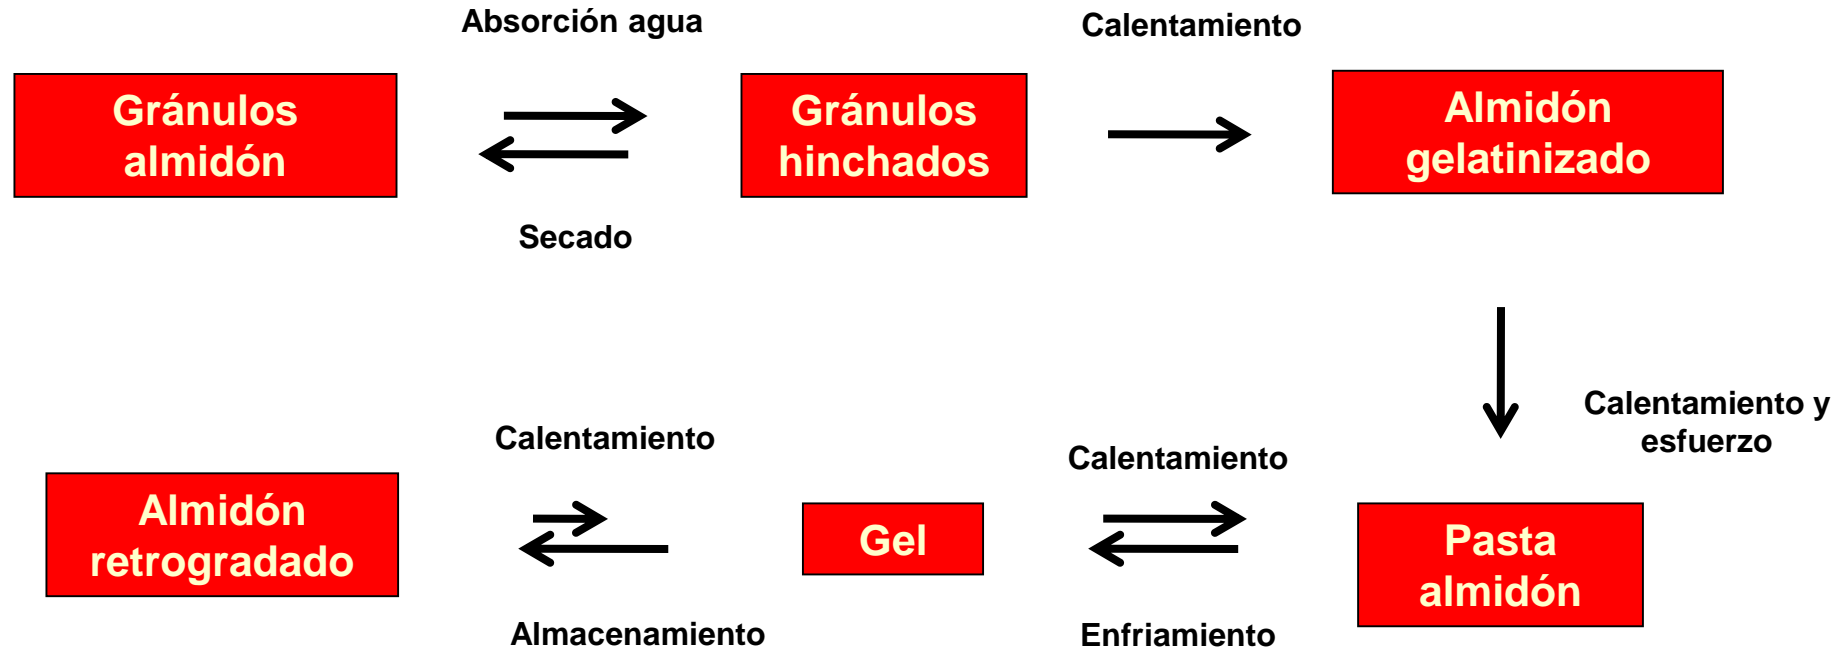 Absorción agua
Calentamiento
Gránulos
almidón
Gránulos
hinchados
Almidón
gelatinizado
Secado
Calentamiento y
esfuerzo
Calentamiento
Calentamiento
Almidón
retrogradado
Gel
Pasta
almidón
Almacenamiento
Enfriamiento